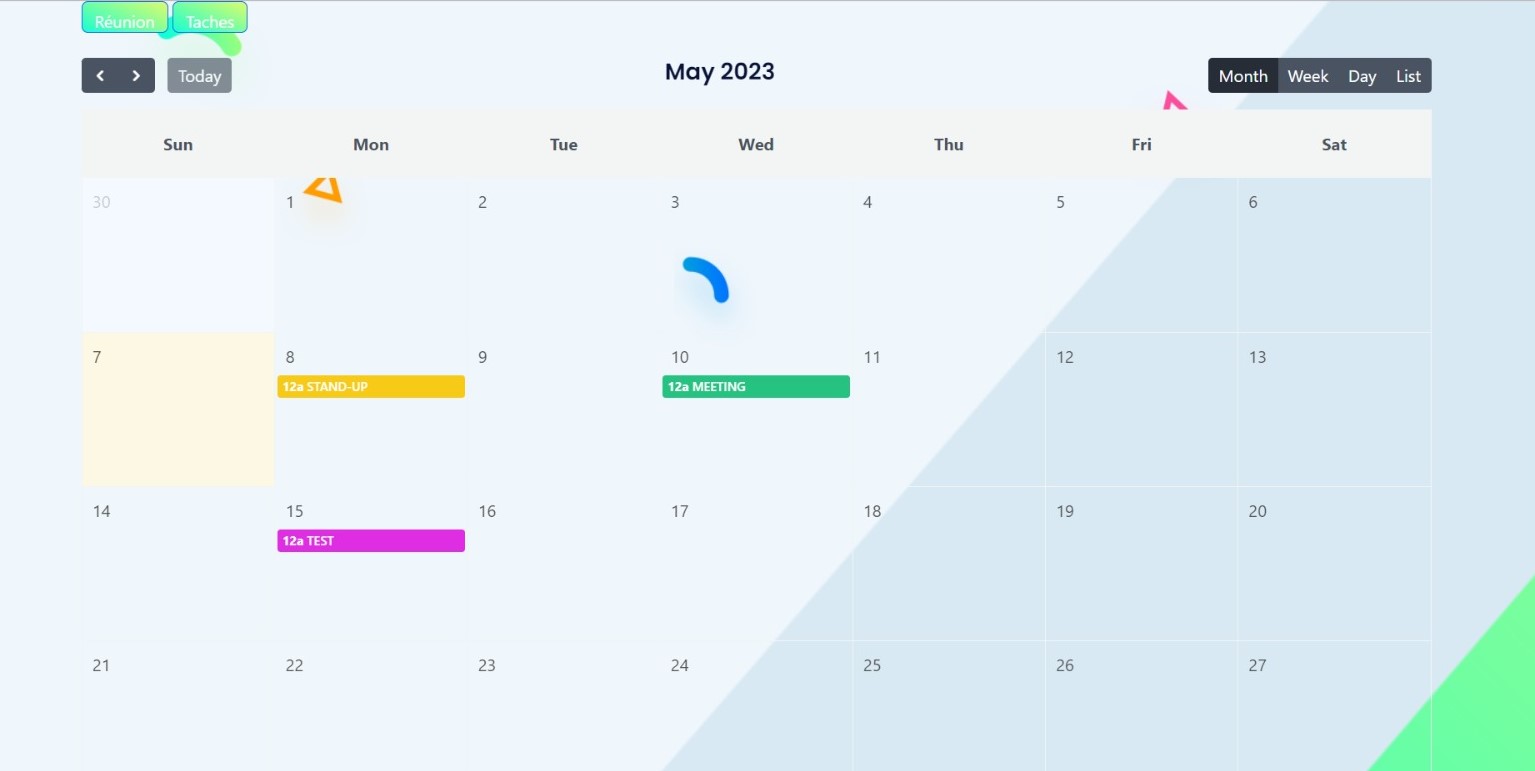 Réunion Taches
Today May 2023 Month Week Day List
Sun Mon Tue Wed Thu Fri Sat
30 1 2 3 4 5 6
7 8 9 10 11 12 13
12a STAND-UP 12a MEETING
14 15 16 17 18 19 20
12a TEST
21 22 23 24 25 26 27